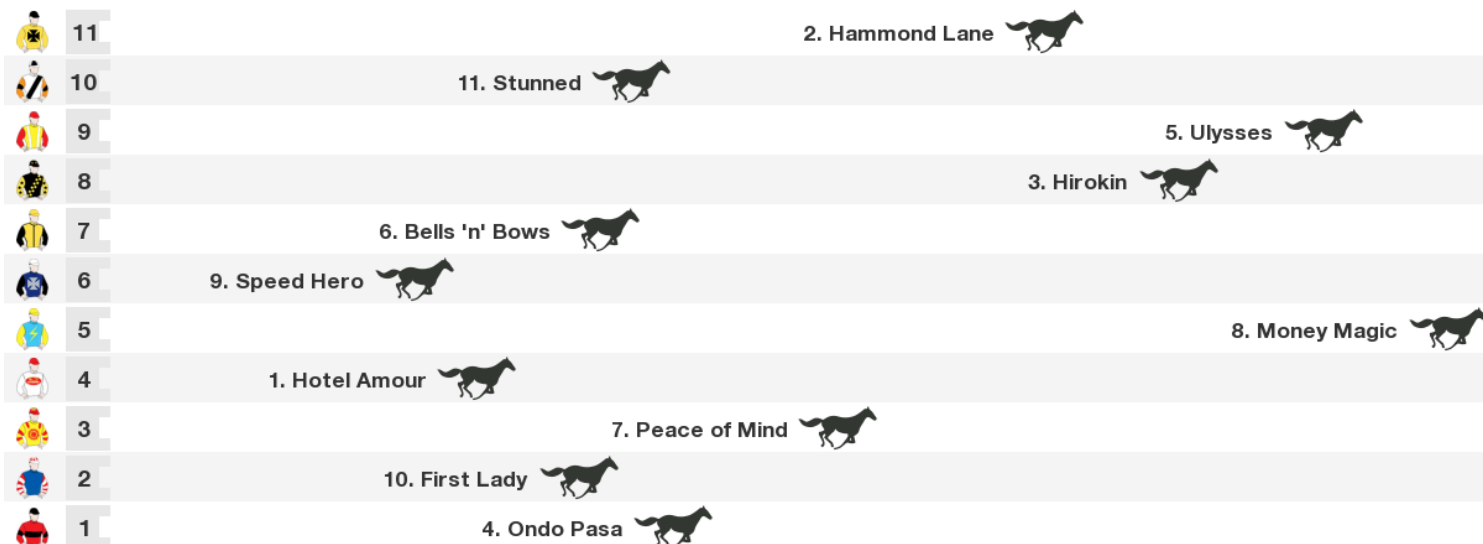 11 2. Hammond Lane
10 11. Stunned
9 5. Ulysses
8 3. Hirokin
7 6. Bells 'n' Bows
6 9. Speed Hero
5 8. Money Magic
4 1. Hotel Amour
3 7. Peace of Mind
2 10. First Lady
1 4. Ondo Pasa